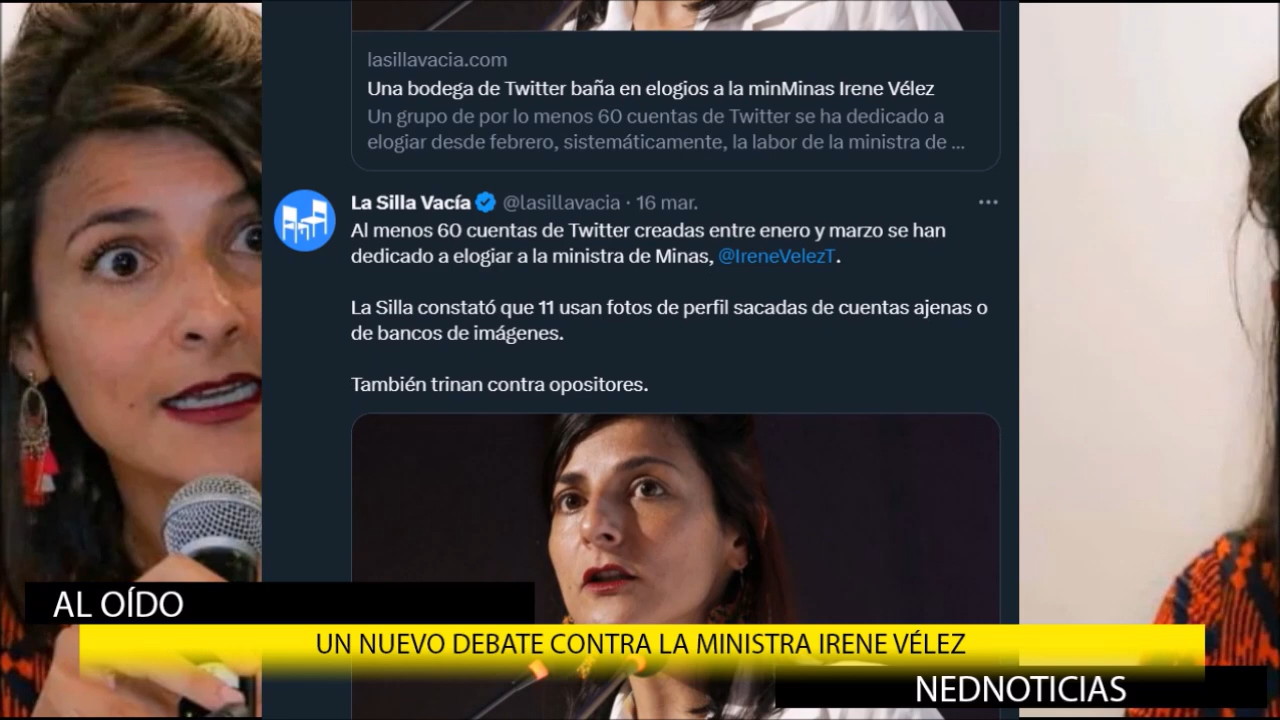 lasillavacia.com
Una bodega de Twitter baña en elogios a la minMinas Irene Vélez
Un grupo de por lo menos 60 cuentas de Twitter se ha dedicado a
elogiar desde febrero, sistemáticamente, la labor de la ministra de ...
La Silla Vacía @lasillavacia · 16 mar.
Al menos 60 cuentas de Twitter creadas entre enero y marzo se han
dedicado a elogiar a la ministra de Minas, @IreneVelezT.
La Silla constató que 11 usan fotos de perfil sacadas de cuentas ajenas o
de bancos de imágenes.
También trinan contra opositores.
AL OÍDO
UN NUEVO DEBATE CONTRA LA MINISTRA IRENE VÉLEZ
NEDNOTICIAS